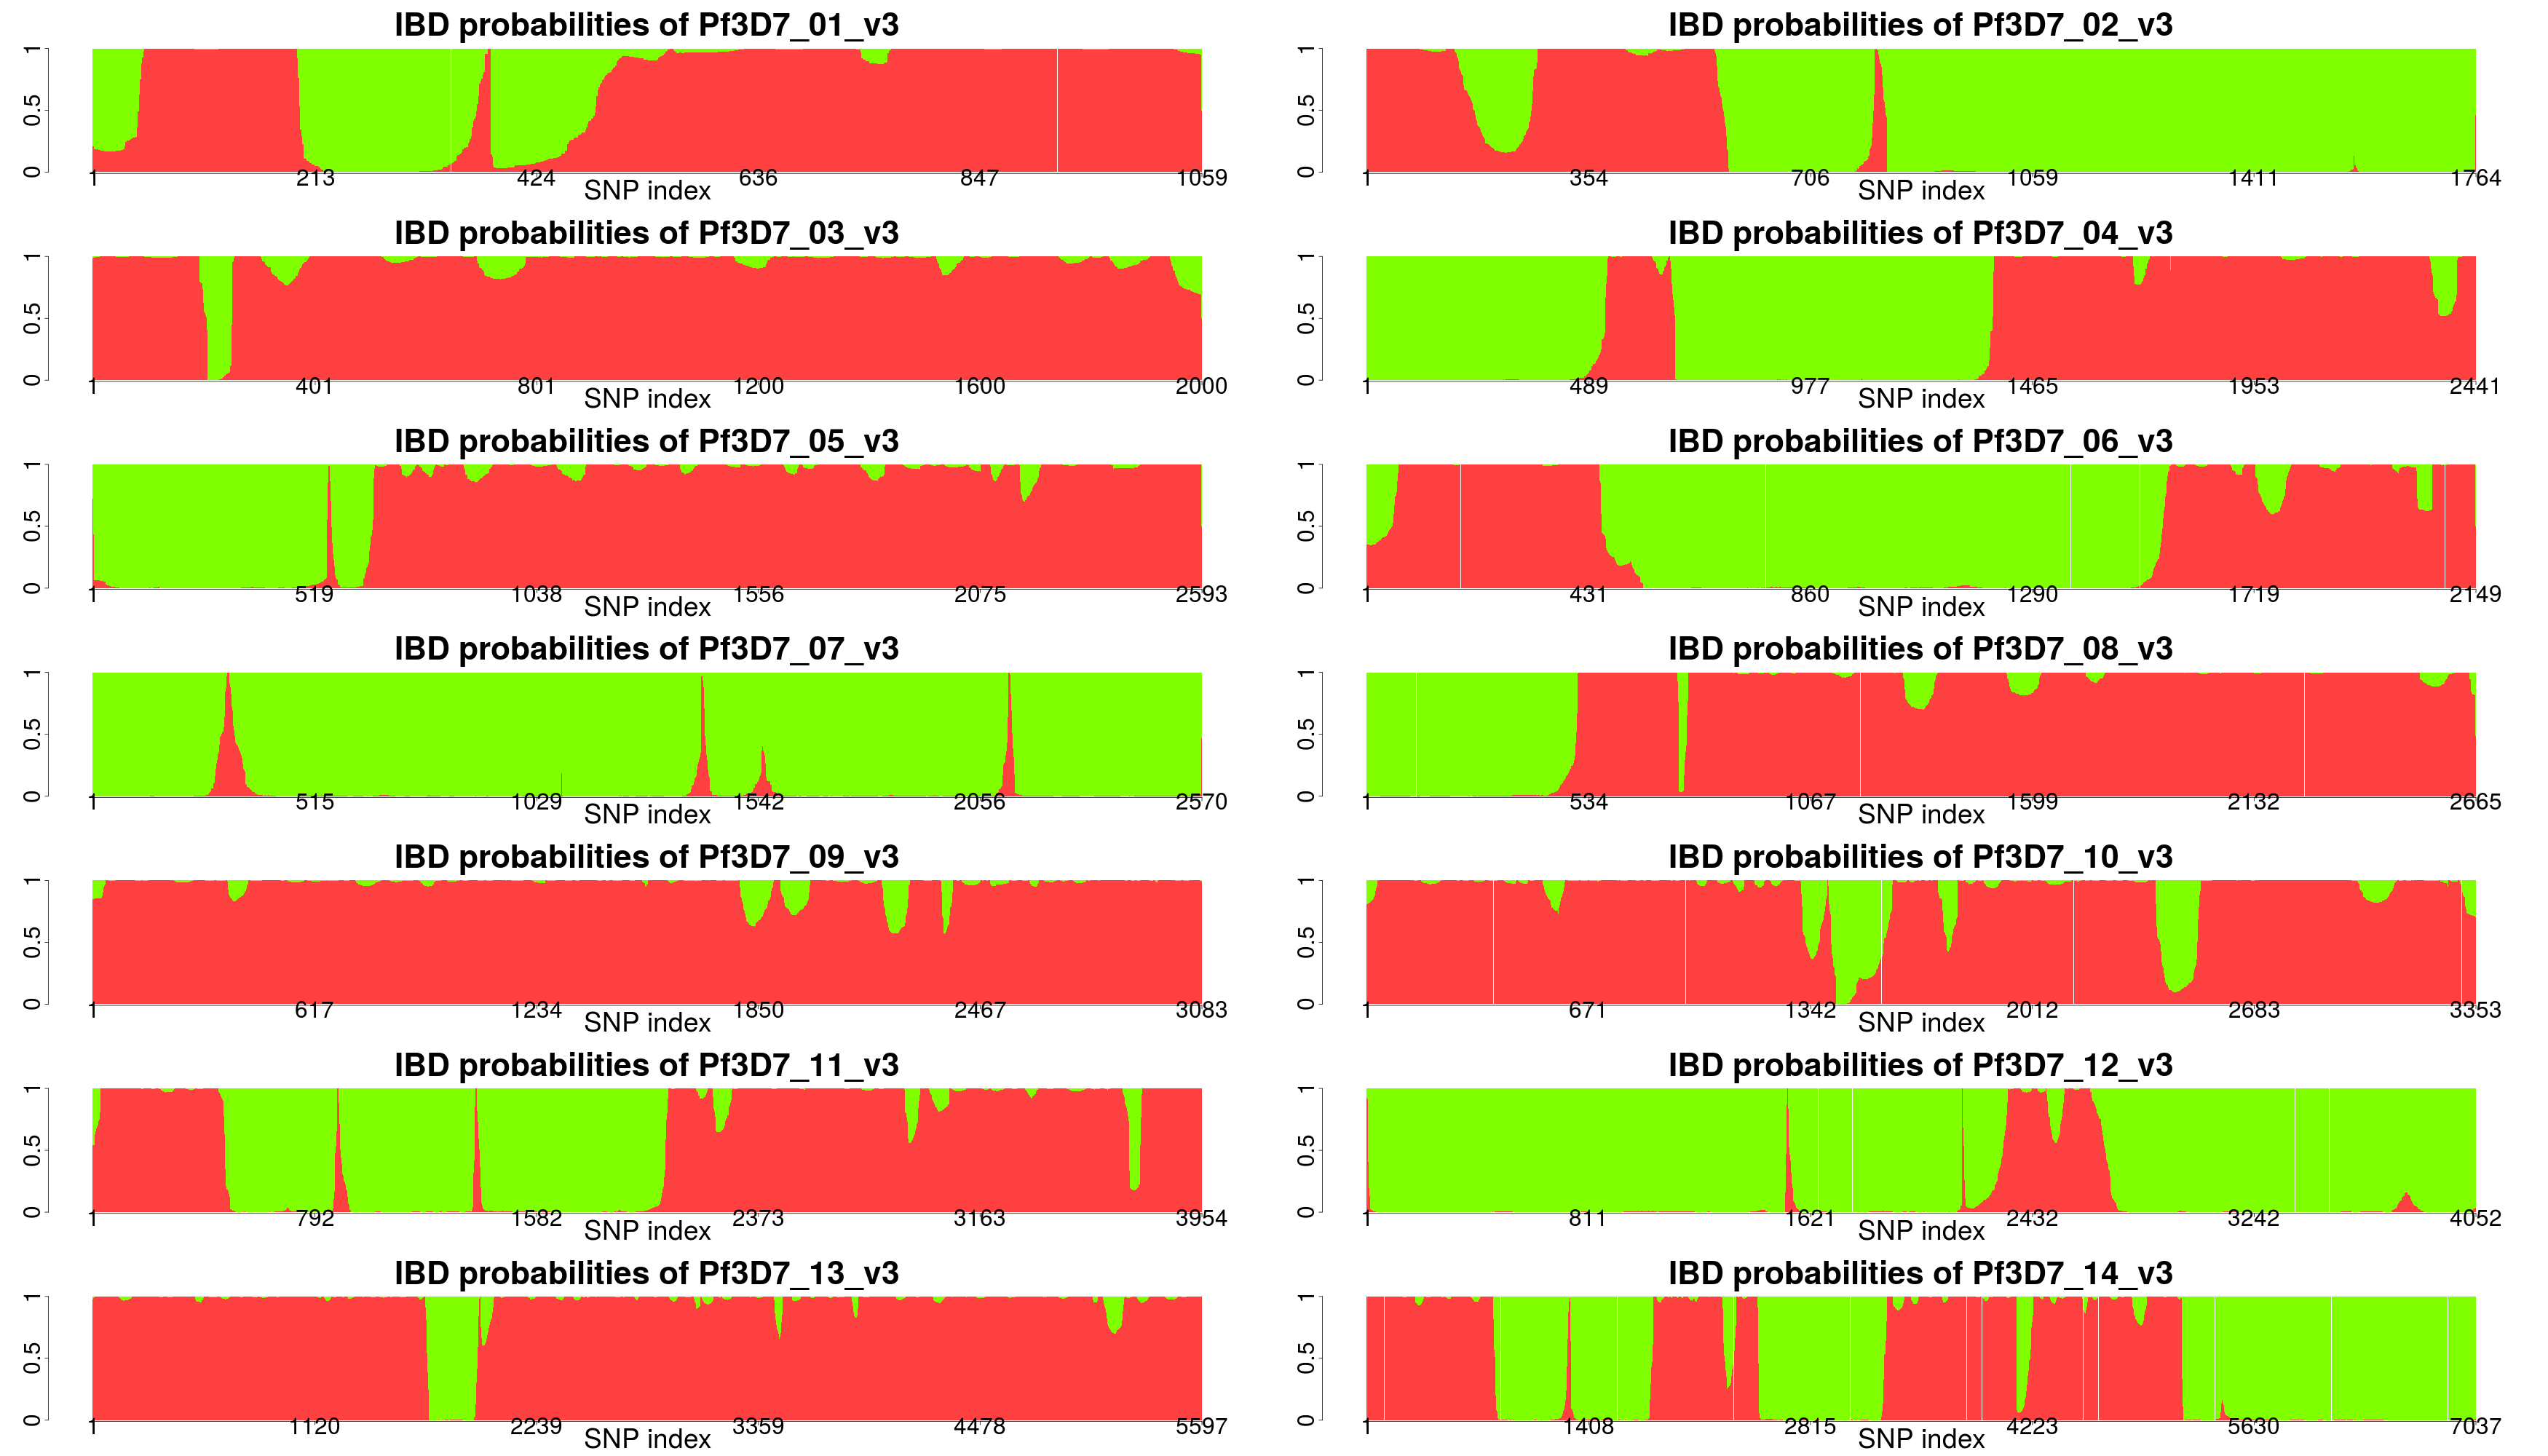 IBD probabilities of Pf3D7_01_v3
0 0.5 1
1 213 424 636 847 1059
SNP index
IBD probabilities of Pf3D7_02_v3
0 0.5 1
1 354 706 1059 1411 1764
SNP index
IBD probabilities of Pf3D7_03_v3
0 0.5 1
1 401 801 1200 1600 2000
SNP index
IBD probabilities of Pf3D7_04_v3
0 0.5 1
1 489 977 1465 1953 2441
SNP index
IBD probabilities of Pf3D7_05_v3
0 0.5 1
1 519 1038 1556 2075 2593
SNP index
IBD probabilities of Pf3D7_06_v3
0 0.5 1
1 431 860 1290 1719 2149
SNP index
IBD probabilities of Pf3D7_07_v3
0 0.5 1
1 515 1029 1542 2056 2570
SNP index
IBD probabilities of Pf3D7_08_v3
0 0.5 1
1 534 1067 1599 2132 2665
SNP index
IBD probabilities of Pf3D7_09_v3
0 0.5 1
1 617 1234 1850 2467 3083
SNP index
IBD probabilities of Pf3D7_10_v3
0 0.5 1
1 671 1342 2012 2683 3353
SNP index
IBD probabilities of Pf3D7_11_v3
0 0.5 1
1 792 1582 2373 3163 3954
SNP index
IBD probabilities of Pf3D7_12_v3
0 0.5 1
1 811 1621 2432 3242 4052
SNP index
IBD probabilities of Pf3D7_13_v3
0 0.5 1
1 1120 2239 3359 4478 5597
SNP index
IBD probabilities of Pf3D7_14_v3
0 0.5 1
1 1408 2815 4223 5630 7037
SNP index